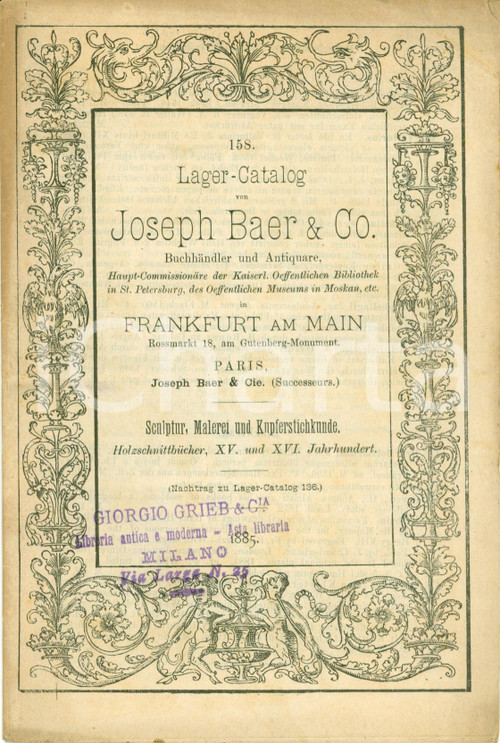 158.
Lager-Catalog
von
Joseph Baer & Co.
Buchhändler und Antiquare,
Haupt-Commissionäre der Kaiserl. Oeffentlichen Bibliothek
in St. Petersburg, des Oeffentlichen Museums in Moskau, etc.
in
FRANKFURT AM MAIN
Rossmarkt 18, am Gutenberg-Monument.
PARIS,
Joseph Baer & Cie. (Successeurs.)
Sculptur, Malerei und Kupferstichkunde,
Holzschnittbücher, XV. und XVI. Jahrhundert.
(Nachtrag zu Lager-Catalog 136.)
GIORGIO GRIEB & Cia
Libreria antica e moderna - Asta libraria
1885.
MILANO
Via Larga N. 25